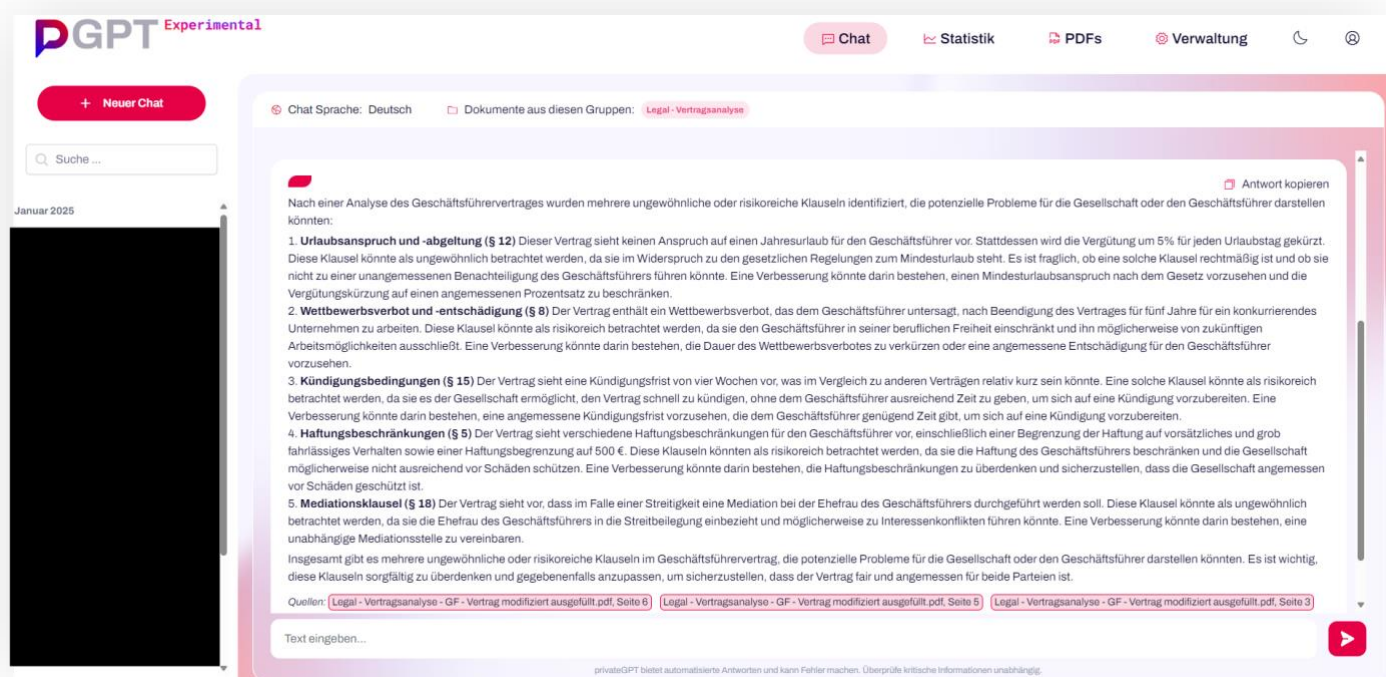 PGPT Experimental
Chat
Statistik
PDFs
Verwaltung
+ Neuer Chat
Suche ...
Januar 2025
Chat Sprache: Deutsch
Dokumente aus diesen Gruppen: Legal - Vertragsanalyse
Antwort kopieren
Nach einer Analyse des Geschäftsführervertrages wurden mehrere ungewöhnliche oder risikoreiche Klauseln identifiziert, die potenzielle Probleme für die Gesellschaft oder den Geschäftsführer darstellen
könnten:
1. Urlaubsanspruch und -abgeltung (§ 12) Dieser Vertrag sieht keinen Anspruch auf einen Jahresurlaub für den Geschäftsführer vor. Stattdessen wird die Vergütung um 5% für jeden Urlaubstag gekürzt.
Diese Klausel könnte als ungewöhnlich betrachtet werden, da sie im Widerspruch zu den gesetzlichen Regelungen zum Mindesturlaub steht. Es ist fraglich, ob eine solche Klausel rechtmäßig ist und ob sie
nicht zu einer unangemessenen Benachteiligung des Geschäftsführers führen könnte. Eine Verbesserung könnte darin bestehen, einen Mindesturlaubsanspruch nach dem Gesetz vorzusehen und die
Vergütungskürzung auf einen angemessenen Prozentsatz zu beschränken.
2. Wettbewerbsverbot und -entschädigung (§ 8) Der Vertrag enthält ein Wettbewerbsverbot, das dem Geschäftsführer untersagt, nach Beendigung des Vertrages für fünf Jahre für ein konkurrierendes
Unternehmen zu arbeiten. Diese Klausel könnte als risikoreich betrachtet werden, da sie den Geschäftsführer in seiner beruflichen Freiheit einschränkt und ihn möglicherweise von zukünftigen
Arbeitsmöglichkeiten ausschließt. Eine Verbesserung könnte darin bestehen, die Dauer des Wettbewerbsverbotes zu verkürzen oder eine angemessene Entschädigung für den Geschäftsführer
vorzusehen.
3. Kündigungsbedingungen (§ 15) Der Vertrag sieht eine Kündigungsfrist von vier Wochen vor, was im Vergleich zu anderen Verträgen relativ kurz sein könnte. Eine solche Klausel könnte als risikoreich
betrachtet werden, da sie es der Gesellschaft ermöglicht, den Vertrag schnell zu kündigen, ohne dem Geschäftsführer ausreichend Zeit zu geben, um sich auf eine Kündigung vorzubereiten. Eine
Verbesserung könnte darin bestehen, eine angemessene Kündigungsfrist vorzusehen, die dem Geschäftsführer genügend Zeit gibt, um sich auf eine Kündigung vorzubereiten.
4. Haftungsbeschränkungen (§ 5) Der Vertrag sieht verschiedene Haftungsbeschränkungen für den Geschäftsführer vor, einschließlich einer Begrenzung der Haftung auf vorsätzliches und grob
fahrlässiges Verhalten sowie einer Haftungsbegrenzung auf 500 €. Diese Klauseln könnten als risikoreich betrachtet werden, da sie die Haftung des Geschäftsführers beschränken und die Gesellschaft
möglicherweise nicht ausreichend vor Schäden schützen. Eine Verbesserung könnte darin bestehen, die Haftungsbeschränkungen zu überdenken und sicherzustellen, dass die Gesellschaft angemessen
vor Schäden geschützt ist.
5. Mediationsklausel (§ 18) Der Vertrag sieht vor, dass im Falle einer Streitigkeit eine Mediation bei der Ehefrau des Geschäftsführers durchgeführt werden soll. Diese Klausel könnte als ungewöhnlich
betrachtet werden, da sie die Ehefrau des Geschäftsführers in die Streitbeilegung einbezieht und möglicherweise zu Interessenkonflikten führen könnte. Eine Verbesserung könnte darin bestehen, eine
unabhängige Mediationsstelle zu vereinbaren.
Insgesamt gibt es mehrere ungewöhnliche oder risikoreiche Klauseln im Geschäftsführervertrag, die potenzielle Probleme für die Gesellschaft oder den Geschäftsführer darstellen könnten. Es ist wichtig,
diese Klauseln sorgfältig zu überdenken und gegebenenfalls anzupassen, um sicherzustellen, dass der Vertrag fair und angemessen für beide Parteien ist.
Quellen: Legal - Vertragsanalyse - GF - Vertrag modifiziert ausgefüllt.pdf, Seite 6 Legal - Vertragsanalyse - GF - Vertrag modifiziert ausgefüllt.pdf, Seite 5 Legal - Vertragsanalyse - GF - Vertrag modifiziert ausgefüllt.pdf, Seite 3
Text eingeben...
privateGPT bietet automatisierte Antworten und kann Fehler machen. Überprüfe kritische Informationen unabhängig.